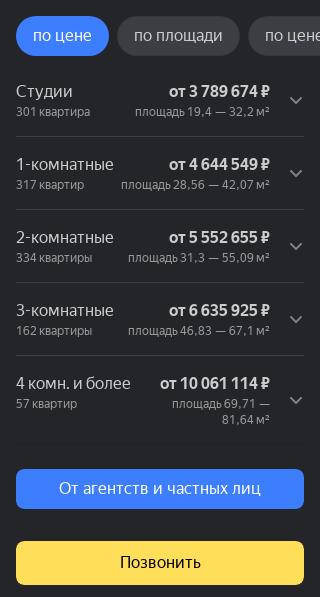 по цене
по площади
по цене
Студии
от 3 789 674 ₽
301 квартира
площадь 19,4 — 32,2 м²
1-комнатные
от 4 644 549 ₽
317 квартир
площадь 28,56 — 42,07 м²
2-комнатные
от 5 552 655 ₽
334 квартиры
площадь 31,3 — 55,09 м²
3-комнатные
от 6 635 925 ₽
162 квартиры
площадь 46,83 — 67,1 м²
4 комн. и более
от 10 061 114 ₽
57 квартир
площадь 69,71 —
81,64 м²
От агентств и частных лиц
Позвонить